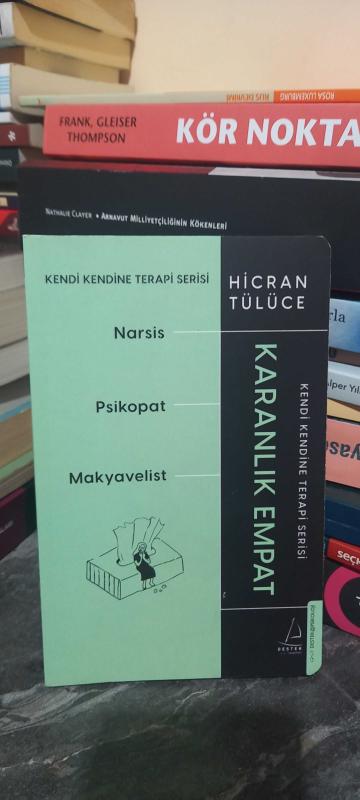 RUS DEVRİMİ
ROSA LUXEMBURG
FRANK, GLEISER
THOMPSON
KÖR NOKTA
NATHALIE CLAYER • ARNAVUT MİLLİYETÇİLİĞİNİN KÖKENLERİ
KENDİ KENDİNE TERAPİ SERİSİ
HİCRAN
TÜLÜCE
Narsis
Psikopat
Makyavelist
KARANLIK EMPAT
KENDİ KENDİNE TERAPİ SERİSİ
DESTEK